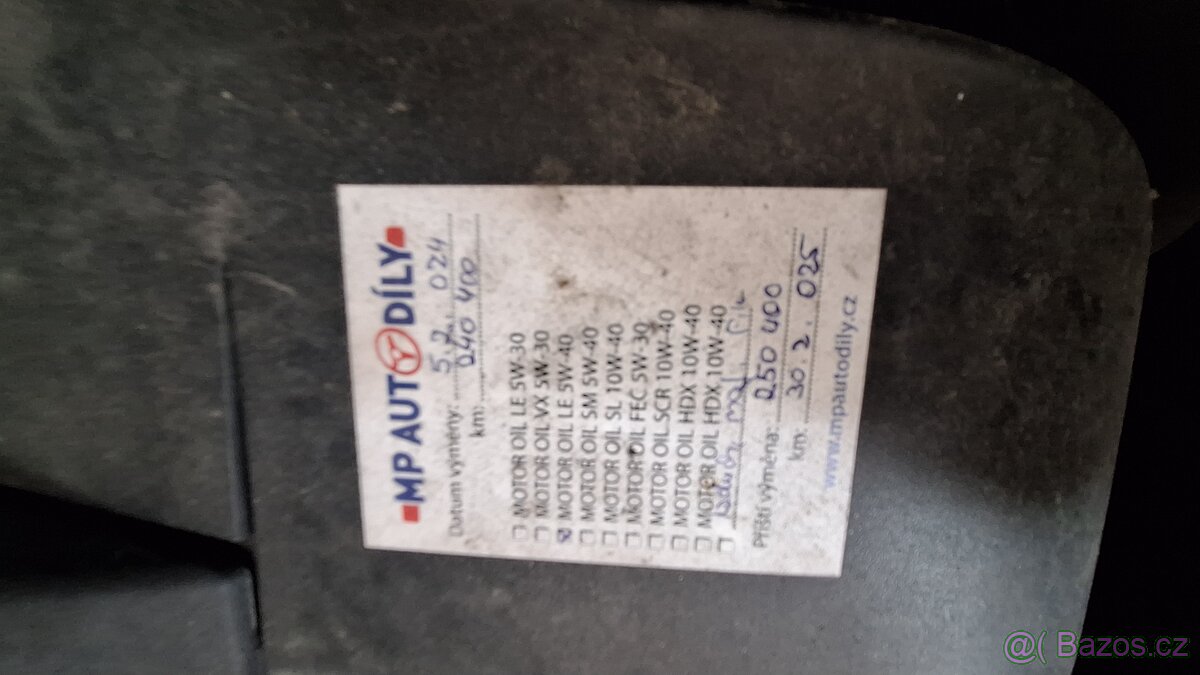 MP AUTODÍLY
Datum výměny: 5.2. 024
km: 240 400
MOTOR OIL LE 5W-30
MOTOR OIL VX 5W-30
MOTOR OIL LE 5W-40
MOTOR OIL SM 5W-40
MOTOR OIL SL 10W-40
MOTOR OIL FEC 5W-30
MOTOR OIL SCR 10W-40
MOTOR OIL HDX 10W-40
MOTOR OIL HDX 10W-40
Příští výměna: 250 400
km: 30. 2. 025
www.mpautodily.cz
@( Bazos.cz